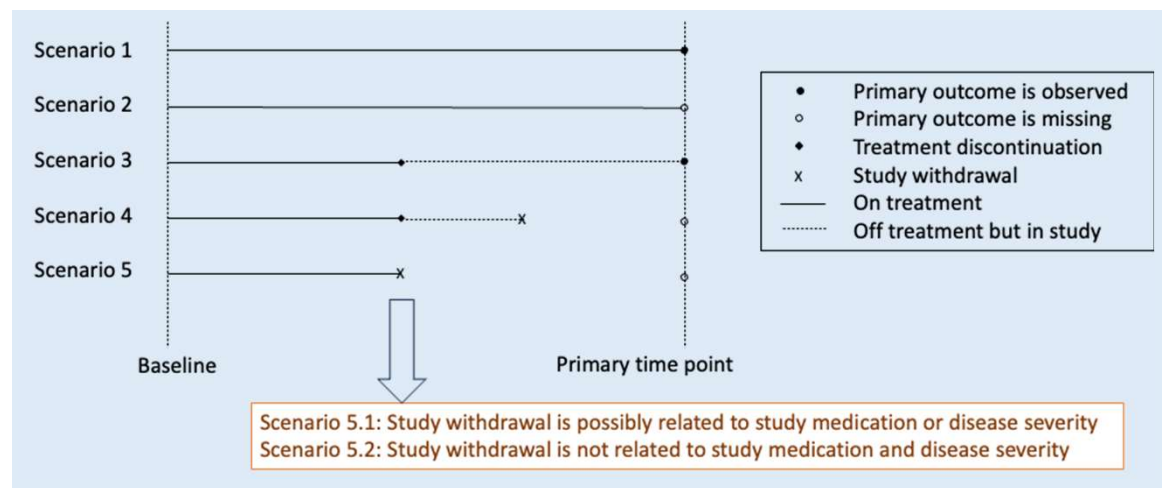 Scenario 1
Scenario 2
Scenario 3
Scenario 4
Scenario 5
x
x
Baseline
Primary time point
Primary outcome is observed
Primary outcome is missing
Treatment discontinuation
x Study withdrawal
On treatment
Off treatment but in study
Scenario 5.1: Study withdrawal is possibly related to study medication or disease severity
Scenario 5.2: Study withdrawal is not related to study medication and disease severity